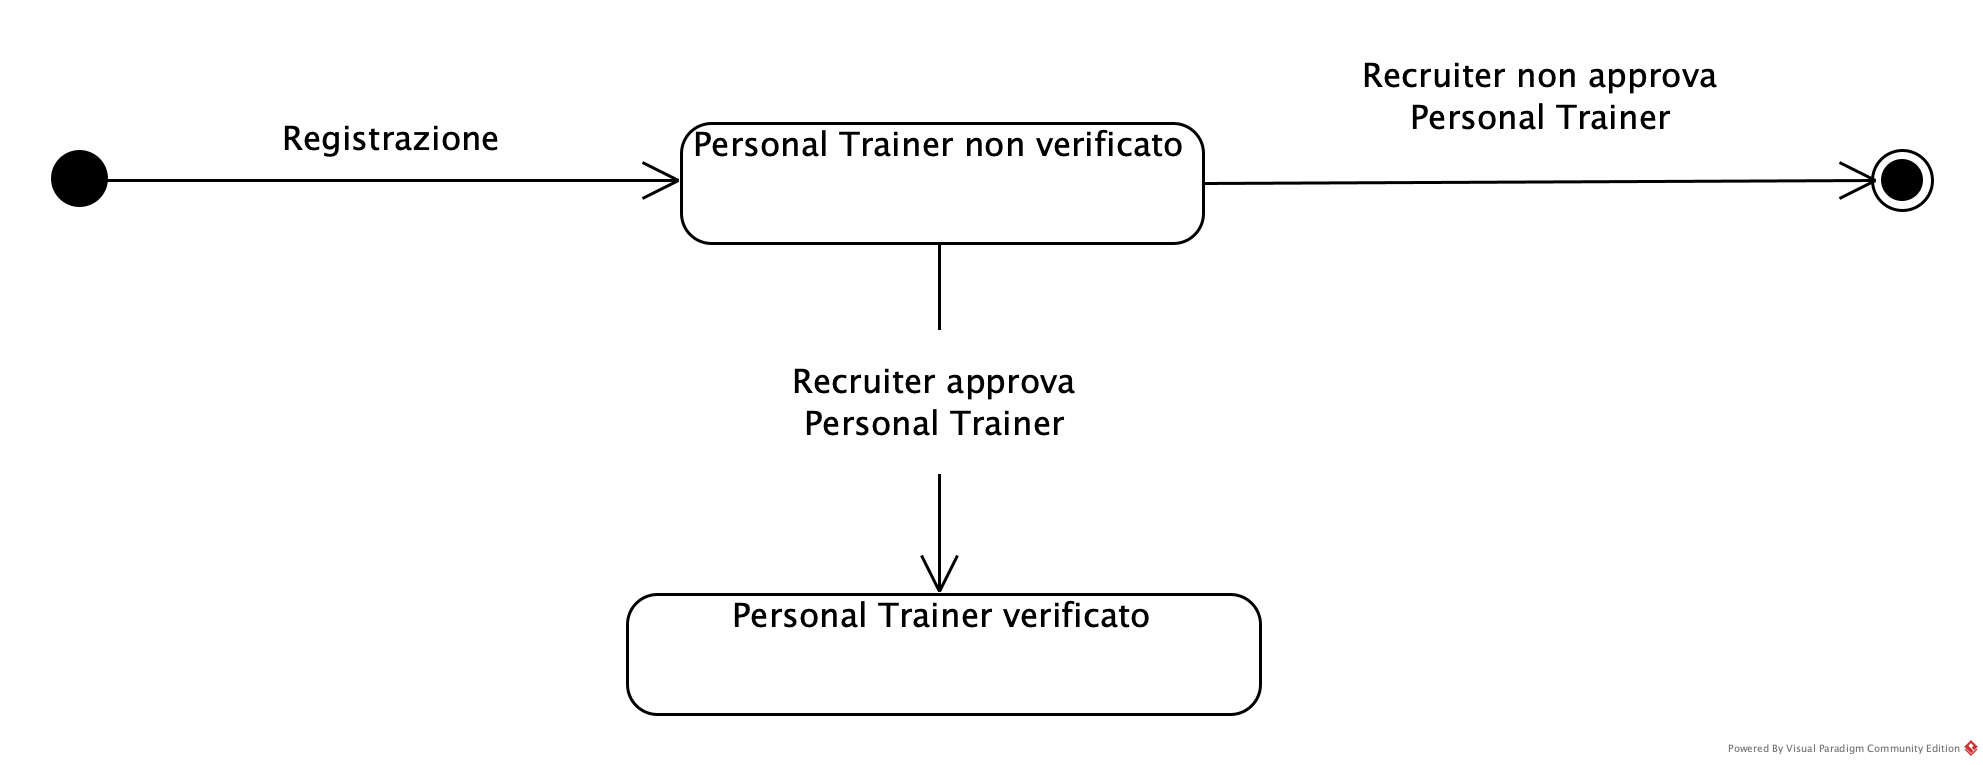 Registrazione
Personal Trainer non verificato
Recruiter non approva
Personal Trainer
Recruiter approva
Personal Trainer
Personal Trainer verificato
Powered By Visual Paradigm Community Edition